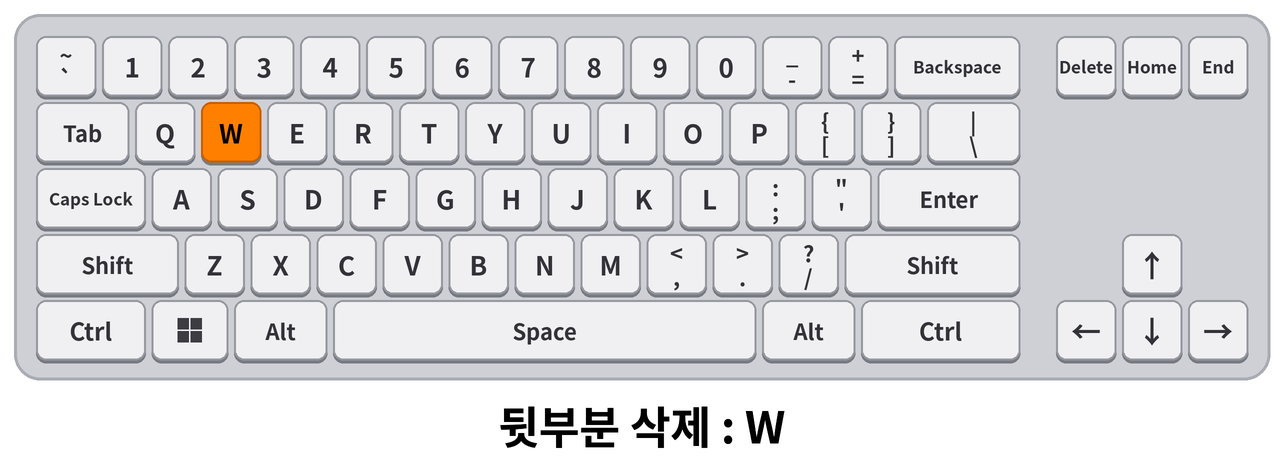 ~ ` 1 2 3 4 5 6 7 8 9 0 _ - + = Backspace Delete Home End
Tab Q W E R T Y U I O P { [ } ] | \
Caps Lock A S D F G H J K L : ; " ' Enter
Shift Z X C V B N M < , > . ? / Shift ↑
Ctrl Alt Space Alt Ctrl ← ↓ →
뒷부분 삭제 : W